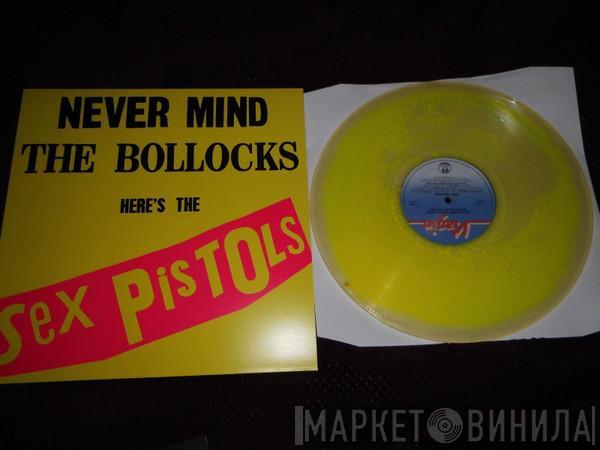 NEVER MIND
THE BOLLOCKS
HERE'S THE
Sex PisTOLs
Virgin
МАРКЕТ ВИНИЛА